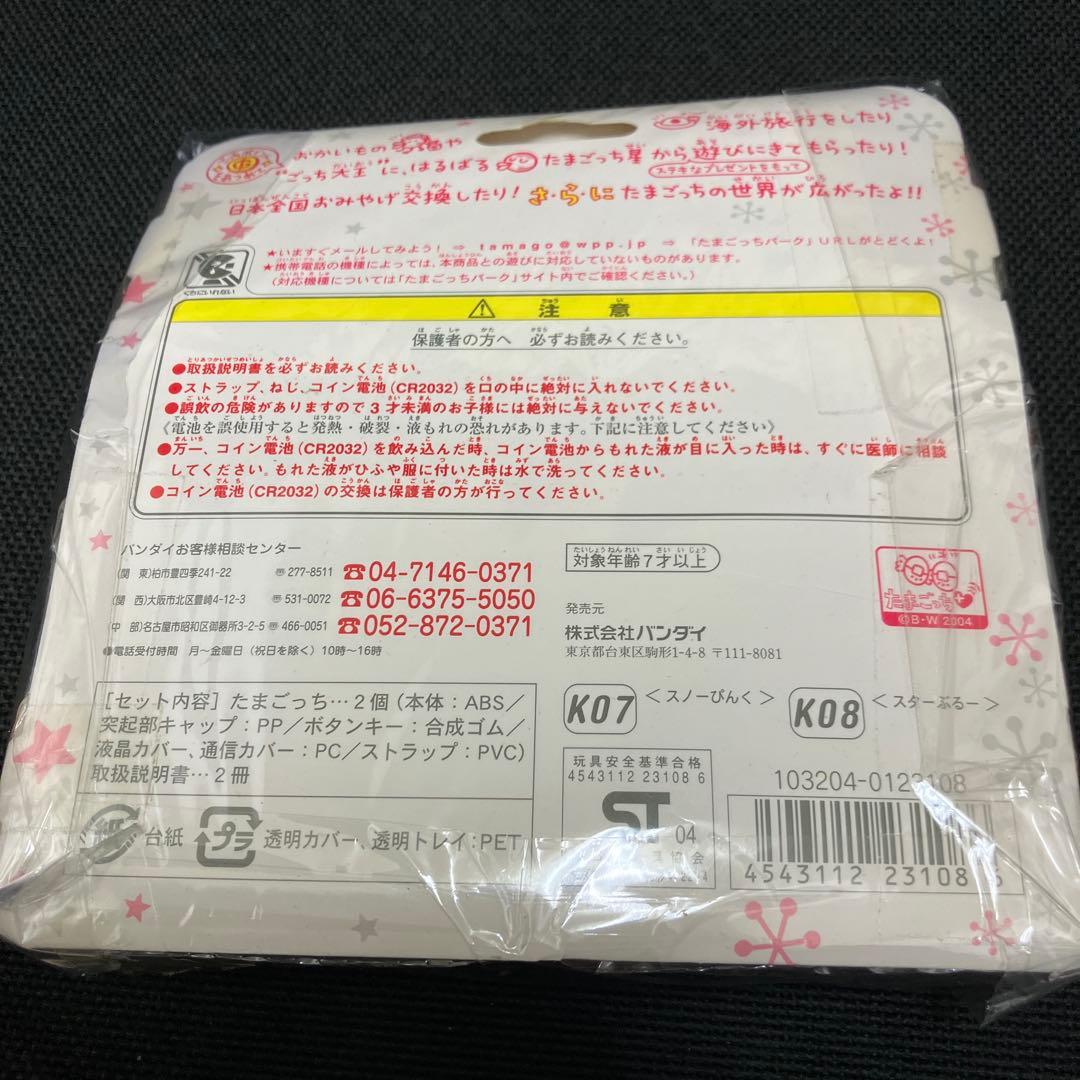 海外旅行をしたり
おかいもの や
"ごっち大王"に、はるばる たまごっち星から遊びにきてもらったり!
ステキなプレゼントをもって
日本全国おみやげ交換したり! さ・ら・に たまごっちの世界が広がったよ!!
★いますぐメールしてみよう! ⇒ tamago@wpp.jp ⇒ 「たまごっちパーク」URLがとどくよ!
★携帯電話の機種によっては、本商品との遊びに対応していないものがあります。
(対応機種については「たまごっちパーク」サイト内でご確認ください。)
くちにいれない
⚠ 注意
保護者の方へ 必ずお読みください。
●取扱説明書を必ずお読みください。
●ストラップ、ねじ、コイン電池(CR2032)を口の中に絶対に入れないでください。
●誤飲の危険がありますので3才未満のお子様には絶対に与えないでください。
《電池を誤使用すると発熱・破裂・液もれの恐れがあります。下記に注意してください》
●万一、コイン電池(CR2032)を飲み込んだ時、コイン電池からもれた液が目に入った時は、すぐに医師に相談
してください。もれた液がひふや服に付いた時は水で洗ってください。
●コイン電池(CR2032)の交換は保護者の方が行ってください。
バンダイお客様相談センター
(関 東)柏市豊四季241-22 〒277-8511 ☎04-7146-0371
(関 西)大阪市北区豊崎4-12-3 〒531-0072 ☎06-6375-5050
(中 部)名古屋市昭和区御器所3-2-5 〒466-0051 ☎052-872-0371
●電話受付時間 月〜金曜日(祝日を除く)10時〜16時
対象年齢7才以上
発売元
株式会社バンダイ
東京都台東区駒形1-4-8 〒111-8081
たまごっち
©B・W 2004
K07 <スノーぴんく> K08 <スターぶるー>
[セット内容]たまごっち…2個(本体:ABS/
突起部キャップ:PP/ボタンキー:合成ゴム/
液晶カバー、通信カバー:PC/ストラップ:PVC)
取扱説明書…2冊
台紙 プラ 透明カバー、透明トレイ:PET
玩具安全基準合格
4543112 23108 6
ST 04
協会
103204-0123108
4543112 231086